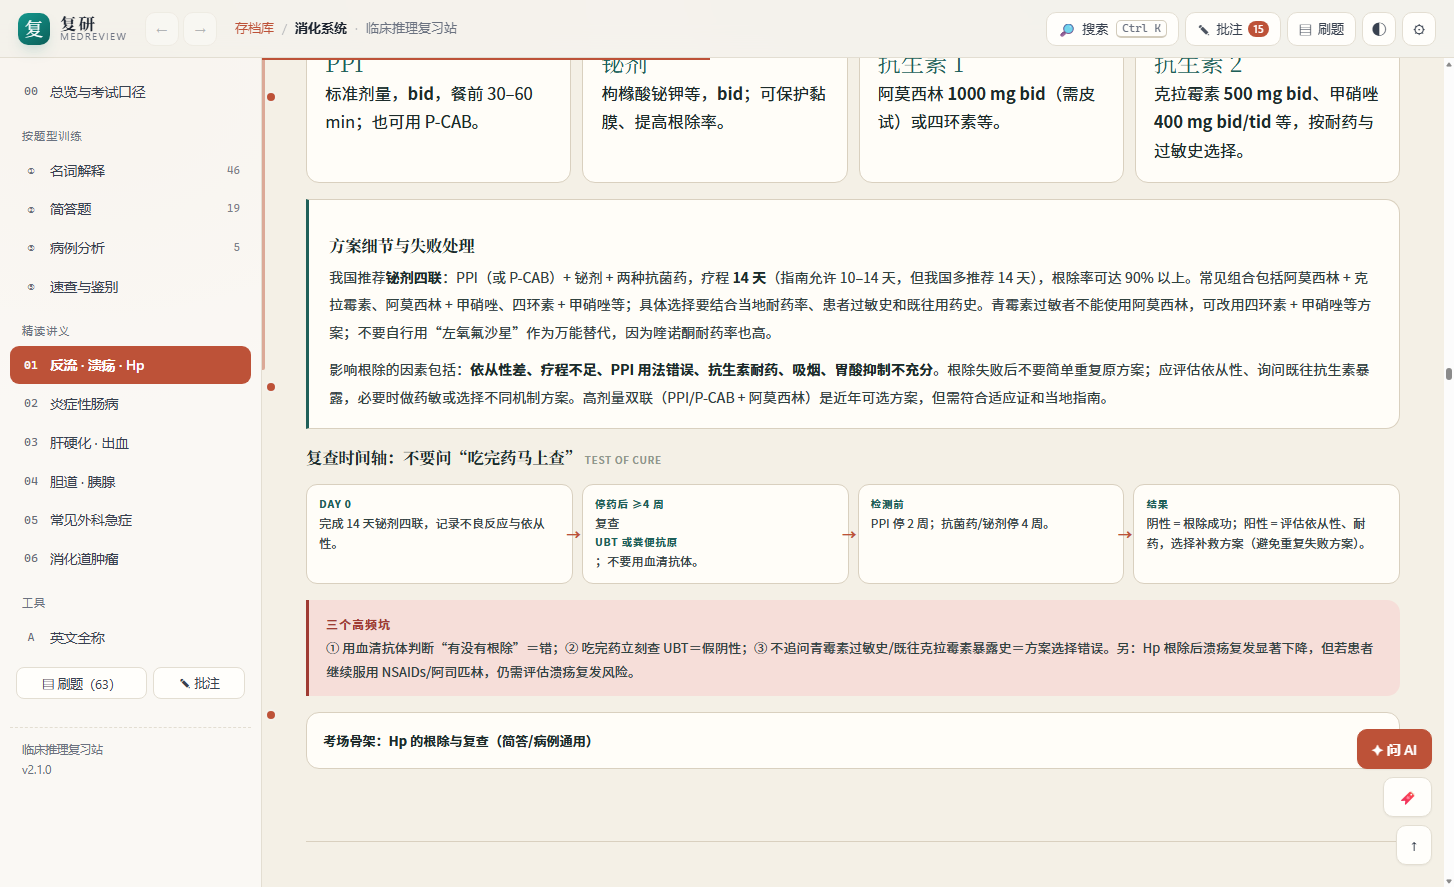 复 复研
MEDREVIEW
← →
存档库 / 消化系统 · 临床推理复习站
搜索 Ctrl K
批注 15
刷题
00 总览与考试口径
按题型训练
名词解释 46
简答题 19
病例分析 5
速查与鉴别
精读讲义
01 反流 · 溃疡 · Hp
02 炎症性肠病
03 肝硬化 · 出血
04 胆道 · 胰腺
05 常见外科急症
06 消化道肿瘤
工具
A 英文全称
刷题（63）
批注
临床推理复习站
v2.1.0
PPI
标准剂量，bid，餐前 30–60
min；也可用 P-CAB。
铋剂
枸橼酸铋钾等，bid；可保护黏
膜、提高根除率。
抗生素 1
阿莫西林 1000 mg bid（需皮
试）或四环素等。
抗生素 2
克拉霉素 500 mg bid、甲硝唑
400 mg bid/tid 等，按耐药与
过敏史选择。
方案细节与失败处理
我国推荐铋剂四联：PPI（或 P-CAB）+ 铋剂 + 两种抗菌药，疗程 14 天（指南允许 10–14 天，但我国多推荐 14 天），根除率可达 90% 以上。常见组合包括阿莫西林 + 克
拉霉素、阿莫西林 + 甲硝唑、四环素 + 甲硝唑等；具体选择要结合当地耐药率、患者过敏史和既往用药史。青霉素过敏者不能使用阿莫西林，可改用四环素 + 甲硝唑等方
案；不要自行用“左氧氟沙星”作为万能替代，因为喹诺酮耐药率也高。
影响根除的因素包括：依从性差、疗程不足、PPI 用法错误、抗生素耐药、吸烟、胃酸抑制不充分。根除失败后不要简单重复原方案；应评估依从性、询问既往抗生素暴
露，必要时做药敏或选择不同机制方案。高剂量双联（PPI/P-CAB + 阿莫西林）是近年可选方案，但需符合适应证和当地指南。
复查时间轴：不要问“吃完药马上查” TEST OF CURE
DAY 0
完成 14 天铋剂四联，记录不良反应与依从
性。
→
停药后 ≥4 周
复查
UBT 或粪便抗原
；不要用血清抗体。
→
检测前
PPI 停 2 周；抗菌药/铋剂停 4 周。
→
结果
阴性 = 根除成功；阳性 = 评估依从性、耐
药，选择补救方案（避免重复失败方案）。
三个高频坑
① 用血清抗体判断“有没有根除”＝错；② 吃完药立刻查 UBT＝假阴性；③ 不追问青霉素过敏史/既往克拉霉素暴露史＝方案选择错误。另：Hp 根除后溃疡复发显著下降，但若患者
继续服用 NSAIDs/阿司匹林，仍需评估溃疡复发风险。
考场骨架：Hp 的根除与复查（简答/病例通用）
✦ 问 AI
↑